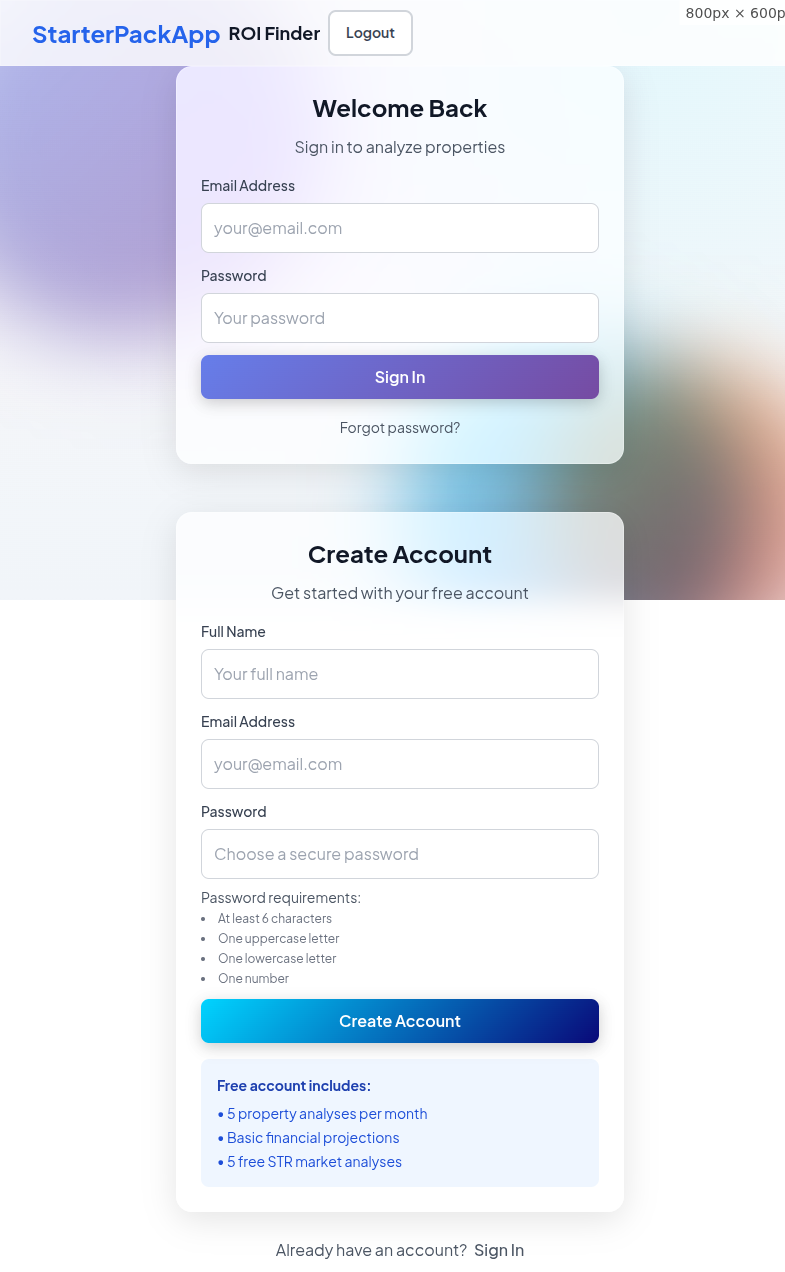 StarterPackApp ROI Finder Logout
800px × 600p
Welcome Back
Sign in to analyze properties
Email Address
your@email.com
Password
Your password
Sign In
Forgot password?
Create Account
Get started with your free account
Full Name
Your full name
Email Address
your@email.com
Password
Choose a secure password
Password requirements:
• At least 6 characters
• One uppercase letter
• One lowercase letter
• One number
Create Account
Free account includes:
• 5 property analyses per month
• Basic financial projections
• 5 free STR market analyses
Already have an account? Sign In